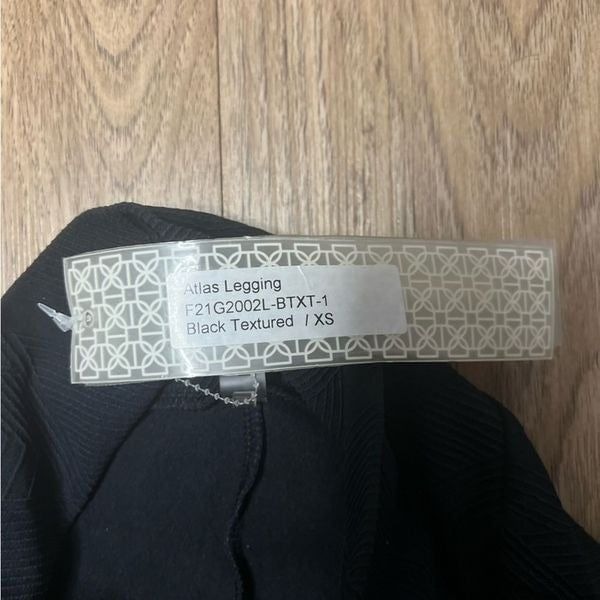 Atlas Legging
F21G2002L-BTXT-1
Black Textured / XS